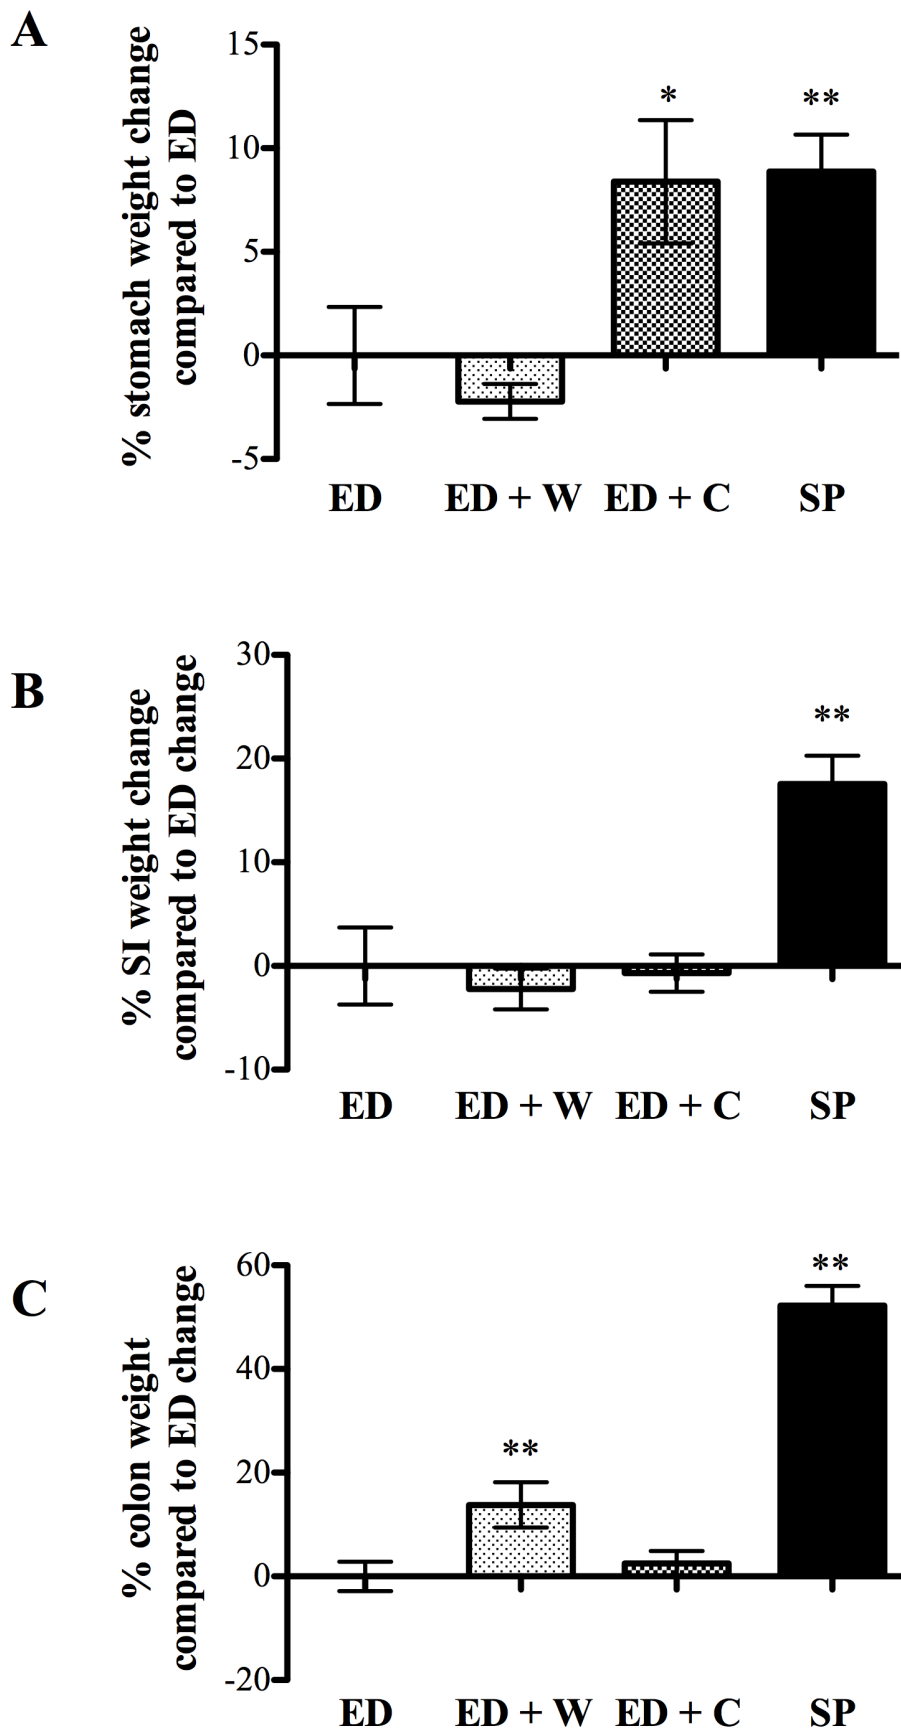 A
% stomach weight change
compared to ED
15
10
5
0
-5
*
**
ED
ED + W
ED + C
SP
B
% SI weight change
compared to ED change
30
20
10
0
-10
**
ED
ED + W
ED + C
SP
C
% colon weight
compared to ED change
60
40
20
0
-20
**
**
ED
ED + W
ED + C
SP